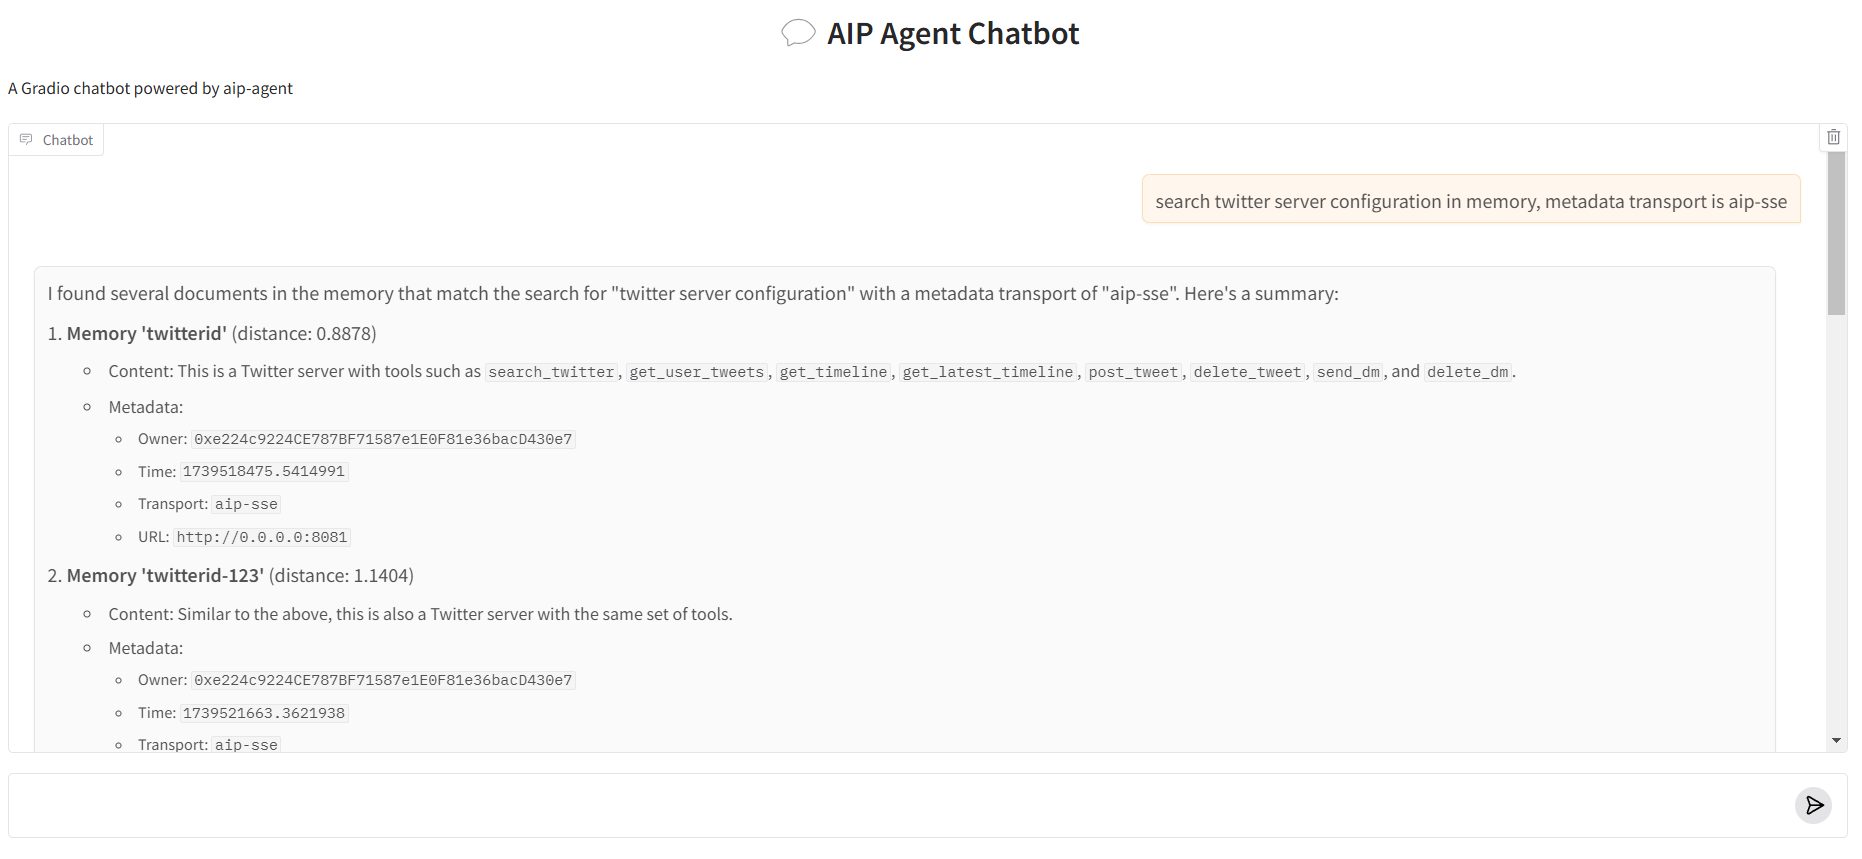 AIP Agent Chatbot
A Gradio chatbot powered by aip-agent
Chatbot
search twitter server configuration in memory, metadata transport is aip-sse
I found several documents in the memory that match the search for "twitter server configuration" with a metadata transport of "aip-sse". Here's a summary:
1. Memory 'twitterid' (distance: 0.8878)
Content: This is a Twitter server with tools such as search_twitter, get_user_tweets, get_timeline, get_latest_timeline, post_tweet, delete_tweet, send_dm, and delete_dm.
Metadata:
Owner: 0xe224c9224CE787BF71587e1E0F81e36bacD430e7
Time: 1739518475.5414991
Transport: aip-sse
URL: http://0.0.0.0:8081
2. Memory 'twitterid-123' (distance: 1.1404)
Content: Similar to the above, this is also a Twitter server with the same set of tools.
Metadata:
Owner: 0xe224c9224CE787BF71587e1E0F81e36bacD430e7
Time: 1739521663.3621938
Transport: aip-sse